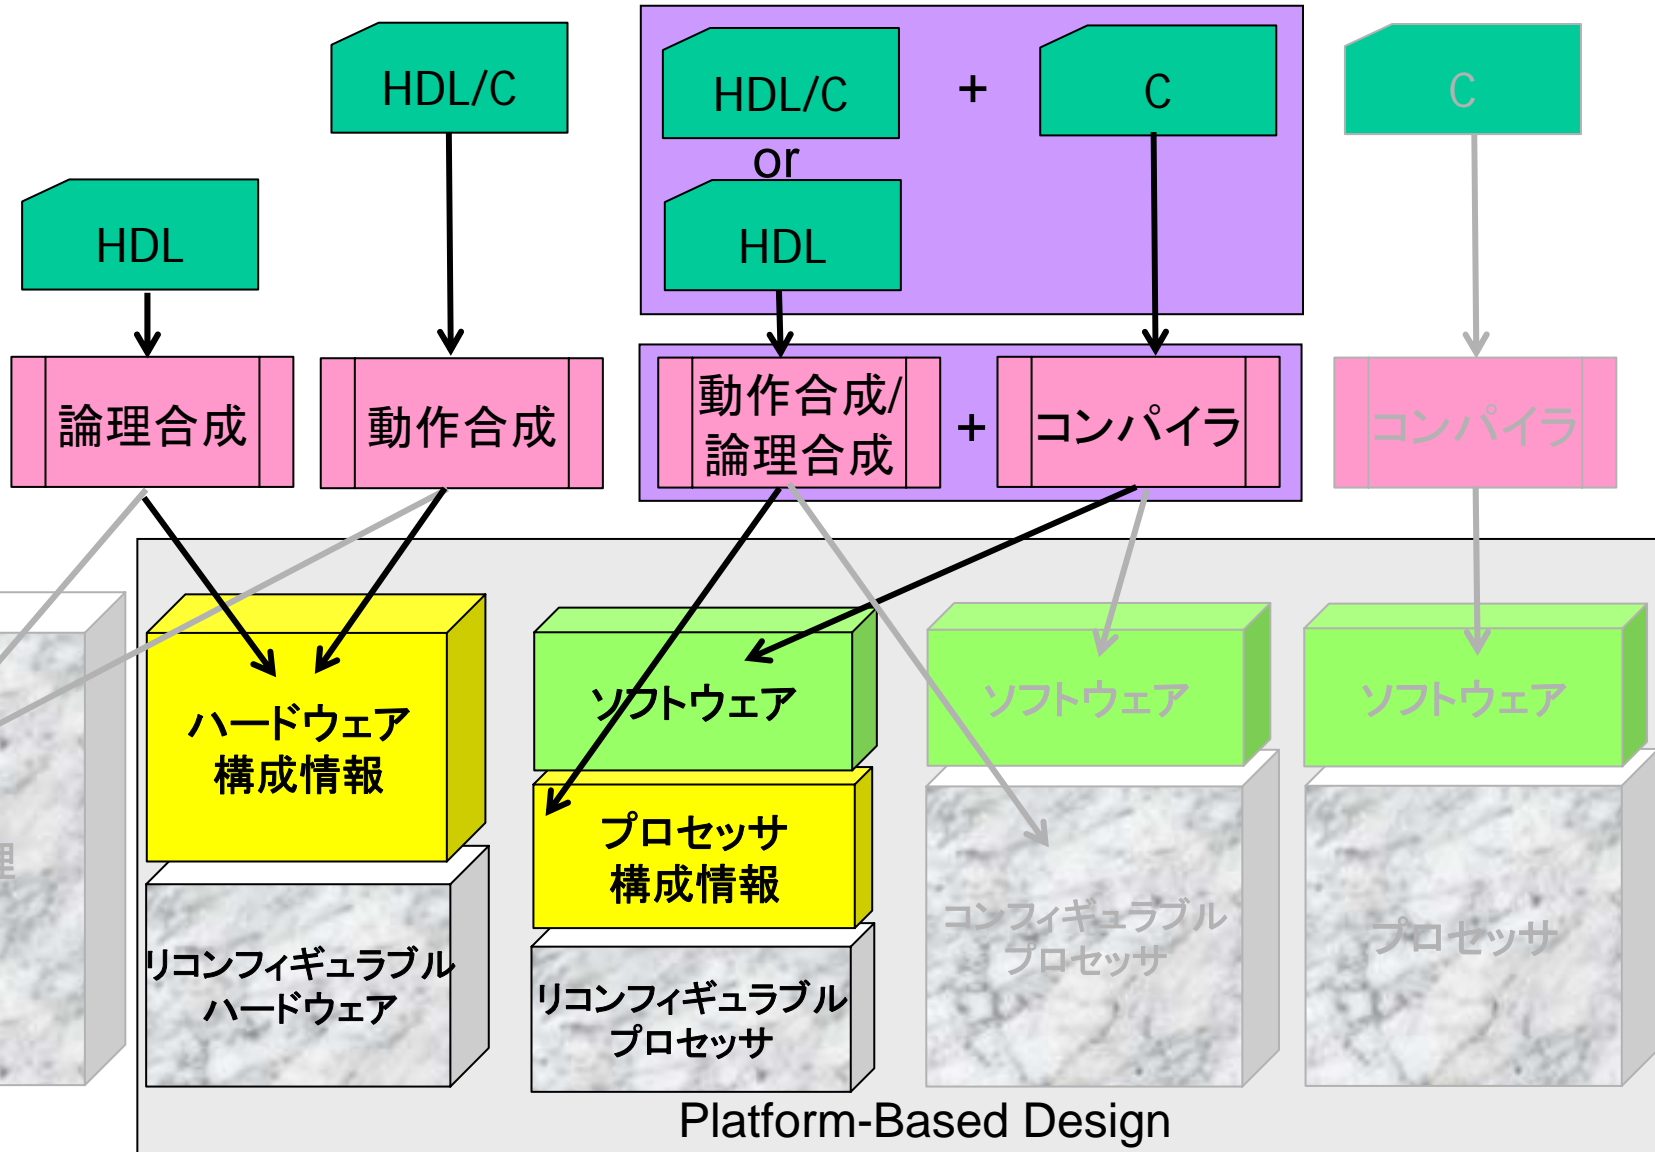 HDL/C
HDL/C
+
C
C
or
HDL
HDL
論理合成
動作合成
動作合成/
論理合成
+
コンパイラ
コンパイラ
ハードウェア
構成情報
ソフトウェア
ソフトウェア
ソフトウェア
プロセッサ
構成情報
理
リコンフィギュラブル
ハードウェア
リコンフィギュラブル
プロセッサ
コンフィギュラブル
プロセッサ
プロセッサ
Platform-Based Design